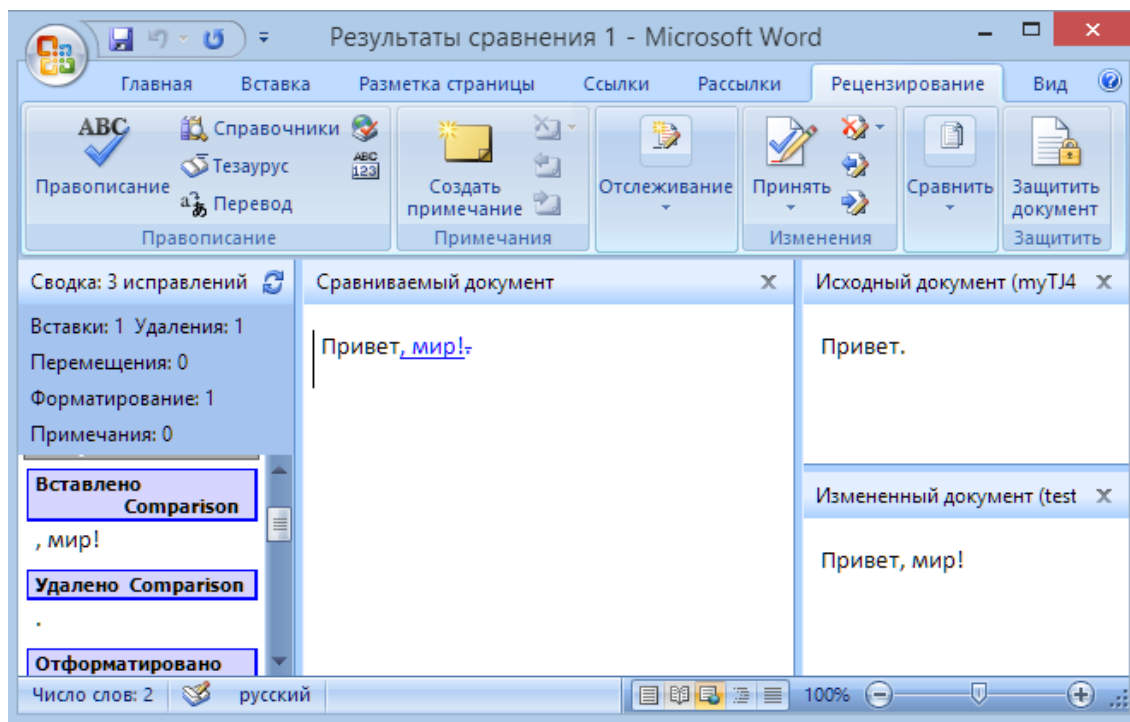 Результаты сравнения 1 - Microsoft Word
Главная Вставка Разметка страницы Ссылки Рассылки Рецензирование Вид
ABC
Правописание
Справочники
Тезаурус
Перевод
ABC
123
Правописание
Создать
примечание
Примечания
Отслеживание
Принять
Изменения
Сравнить
Защитить
документ
Защитить
Сводка: 3 исправлений
Вставки: 1 Удаления: 1
Перемещения: 0
Форматирование: 1
Примечания: 0
Вставлено
Comparison
, мир!
Удалено Comparison
.
Отформатировано
Сравниваемый документ
Привет, мир!.
Исходный документ (myTJ4
Привет.
Измененный документ (test
Привет, мир!
Число слов: 2 русский 100%